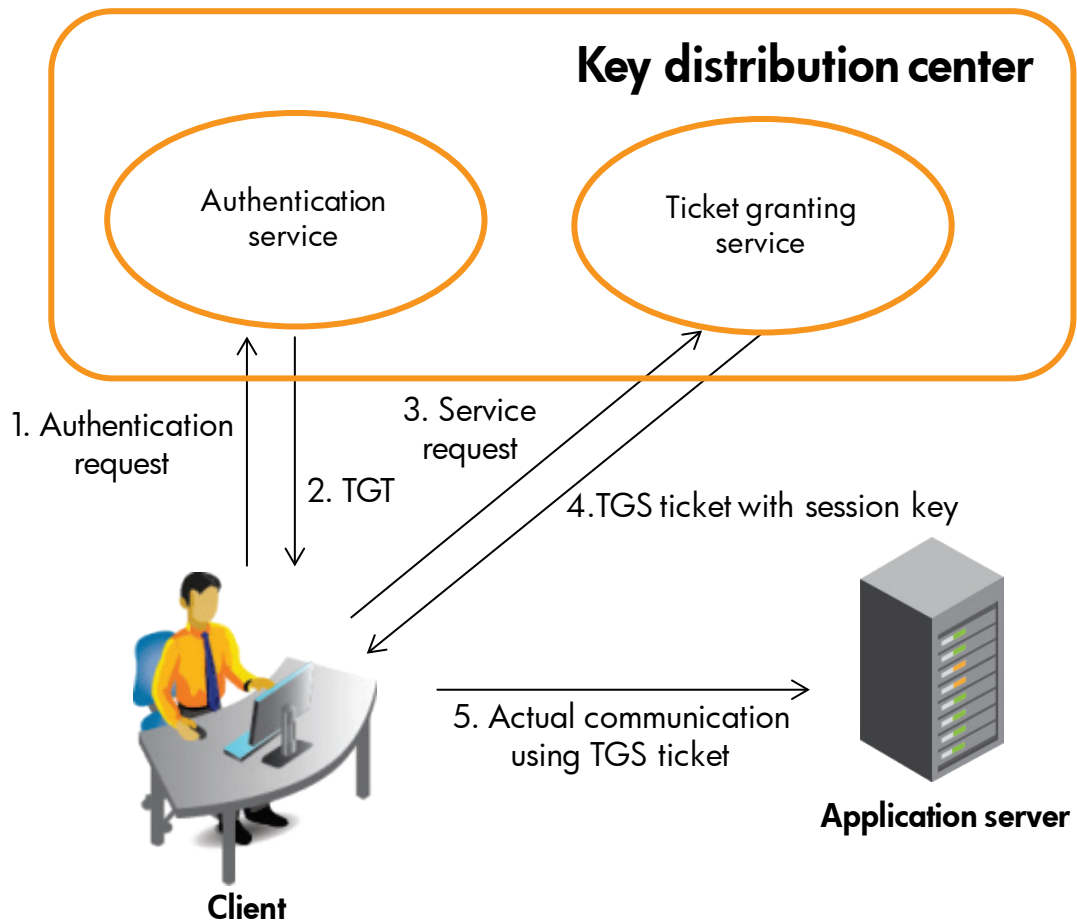 Key distribution center
Authentication
service
Ticket granting
service
1. Authentication
request
2. TGT
3. Service
request
4.TGS ticket with session key
5. Actual communication
using TGS ticket
Application server
Client